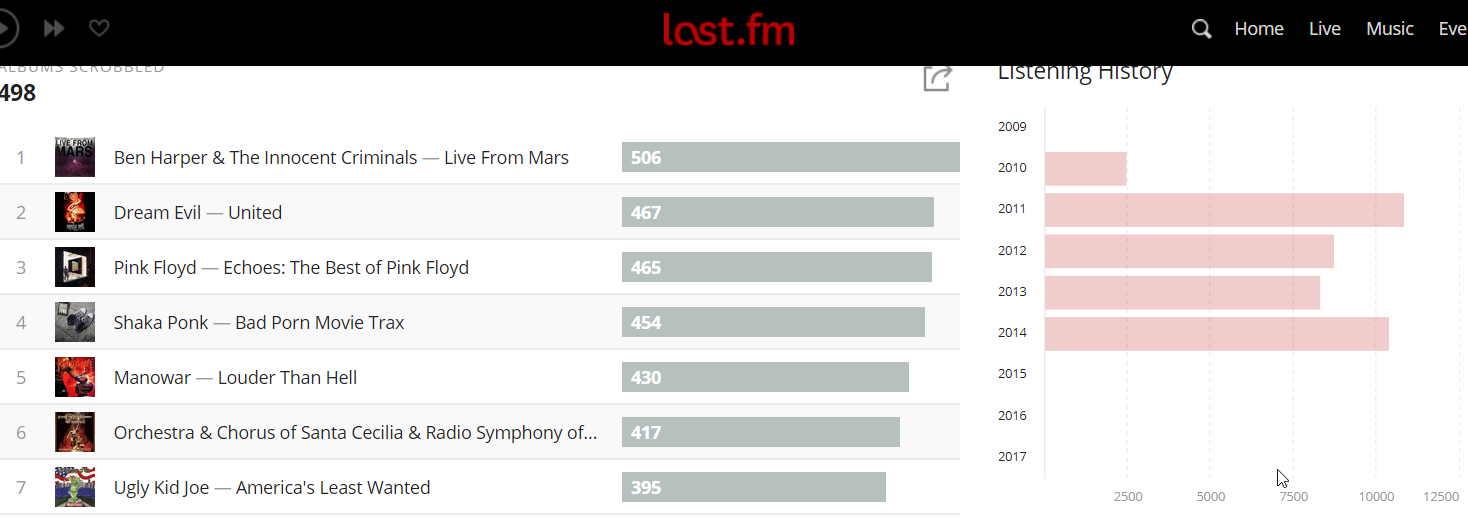 last.fm
Home Live Music Eve
ALBUMS SCROBBLED
498
1 Ben Harper & The Innocent Criminals — Live From Mars 506
2 Dream Evil — United 467
3 Pink Floyd — Echoes: The Best of Pink Floyd 465
4 Shaka Ponk — Bad Porn Movie Trax 454
5 Manowar — Louder Than Hell 430
6 Orchestra & Chorus of Santa Cecilia & Radio Symphony of... 417
7 Ugly Kid Joe — America's Least Wanted 395
Listening History
2009
2010
2011
2012
2013
2014
2015
2016
2017
2500 5000 7500 10000 12500
LIVE FROM
MARS